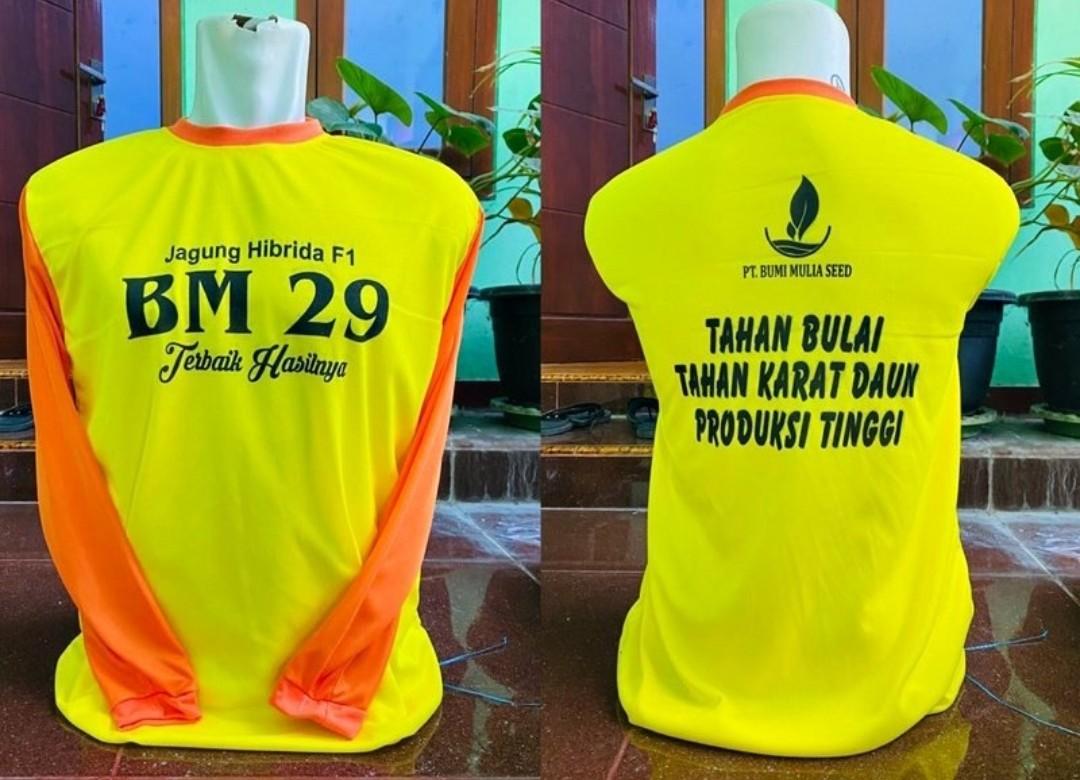 Jagung Hibrida F1
BM 29
Terbaik Hasilnya
PT. BUMI MULIA SEED
TAHAN BULAI
TAHAN KARAT DAUN
PRODUKSI TINGGI